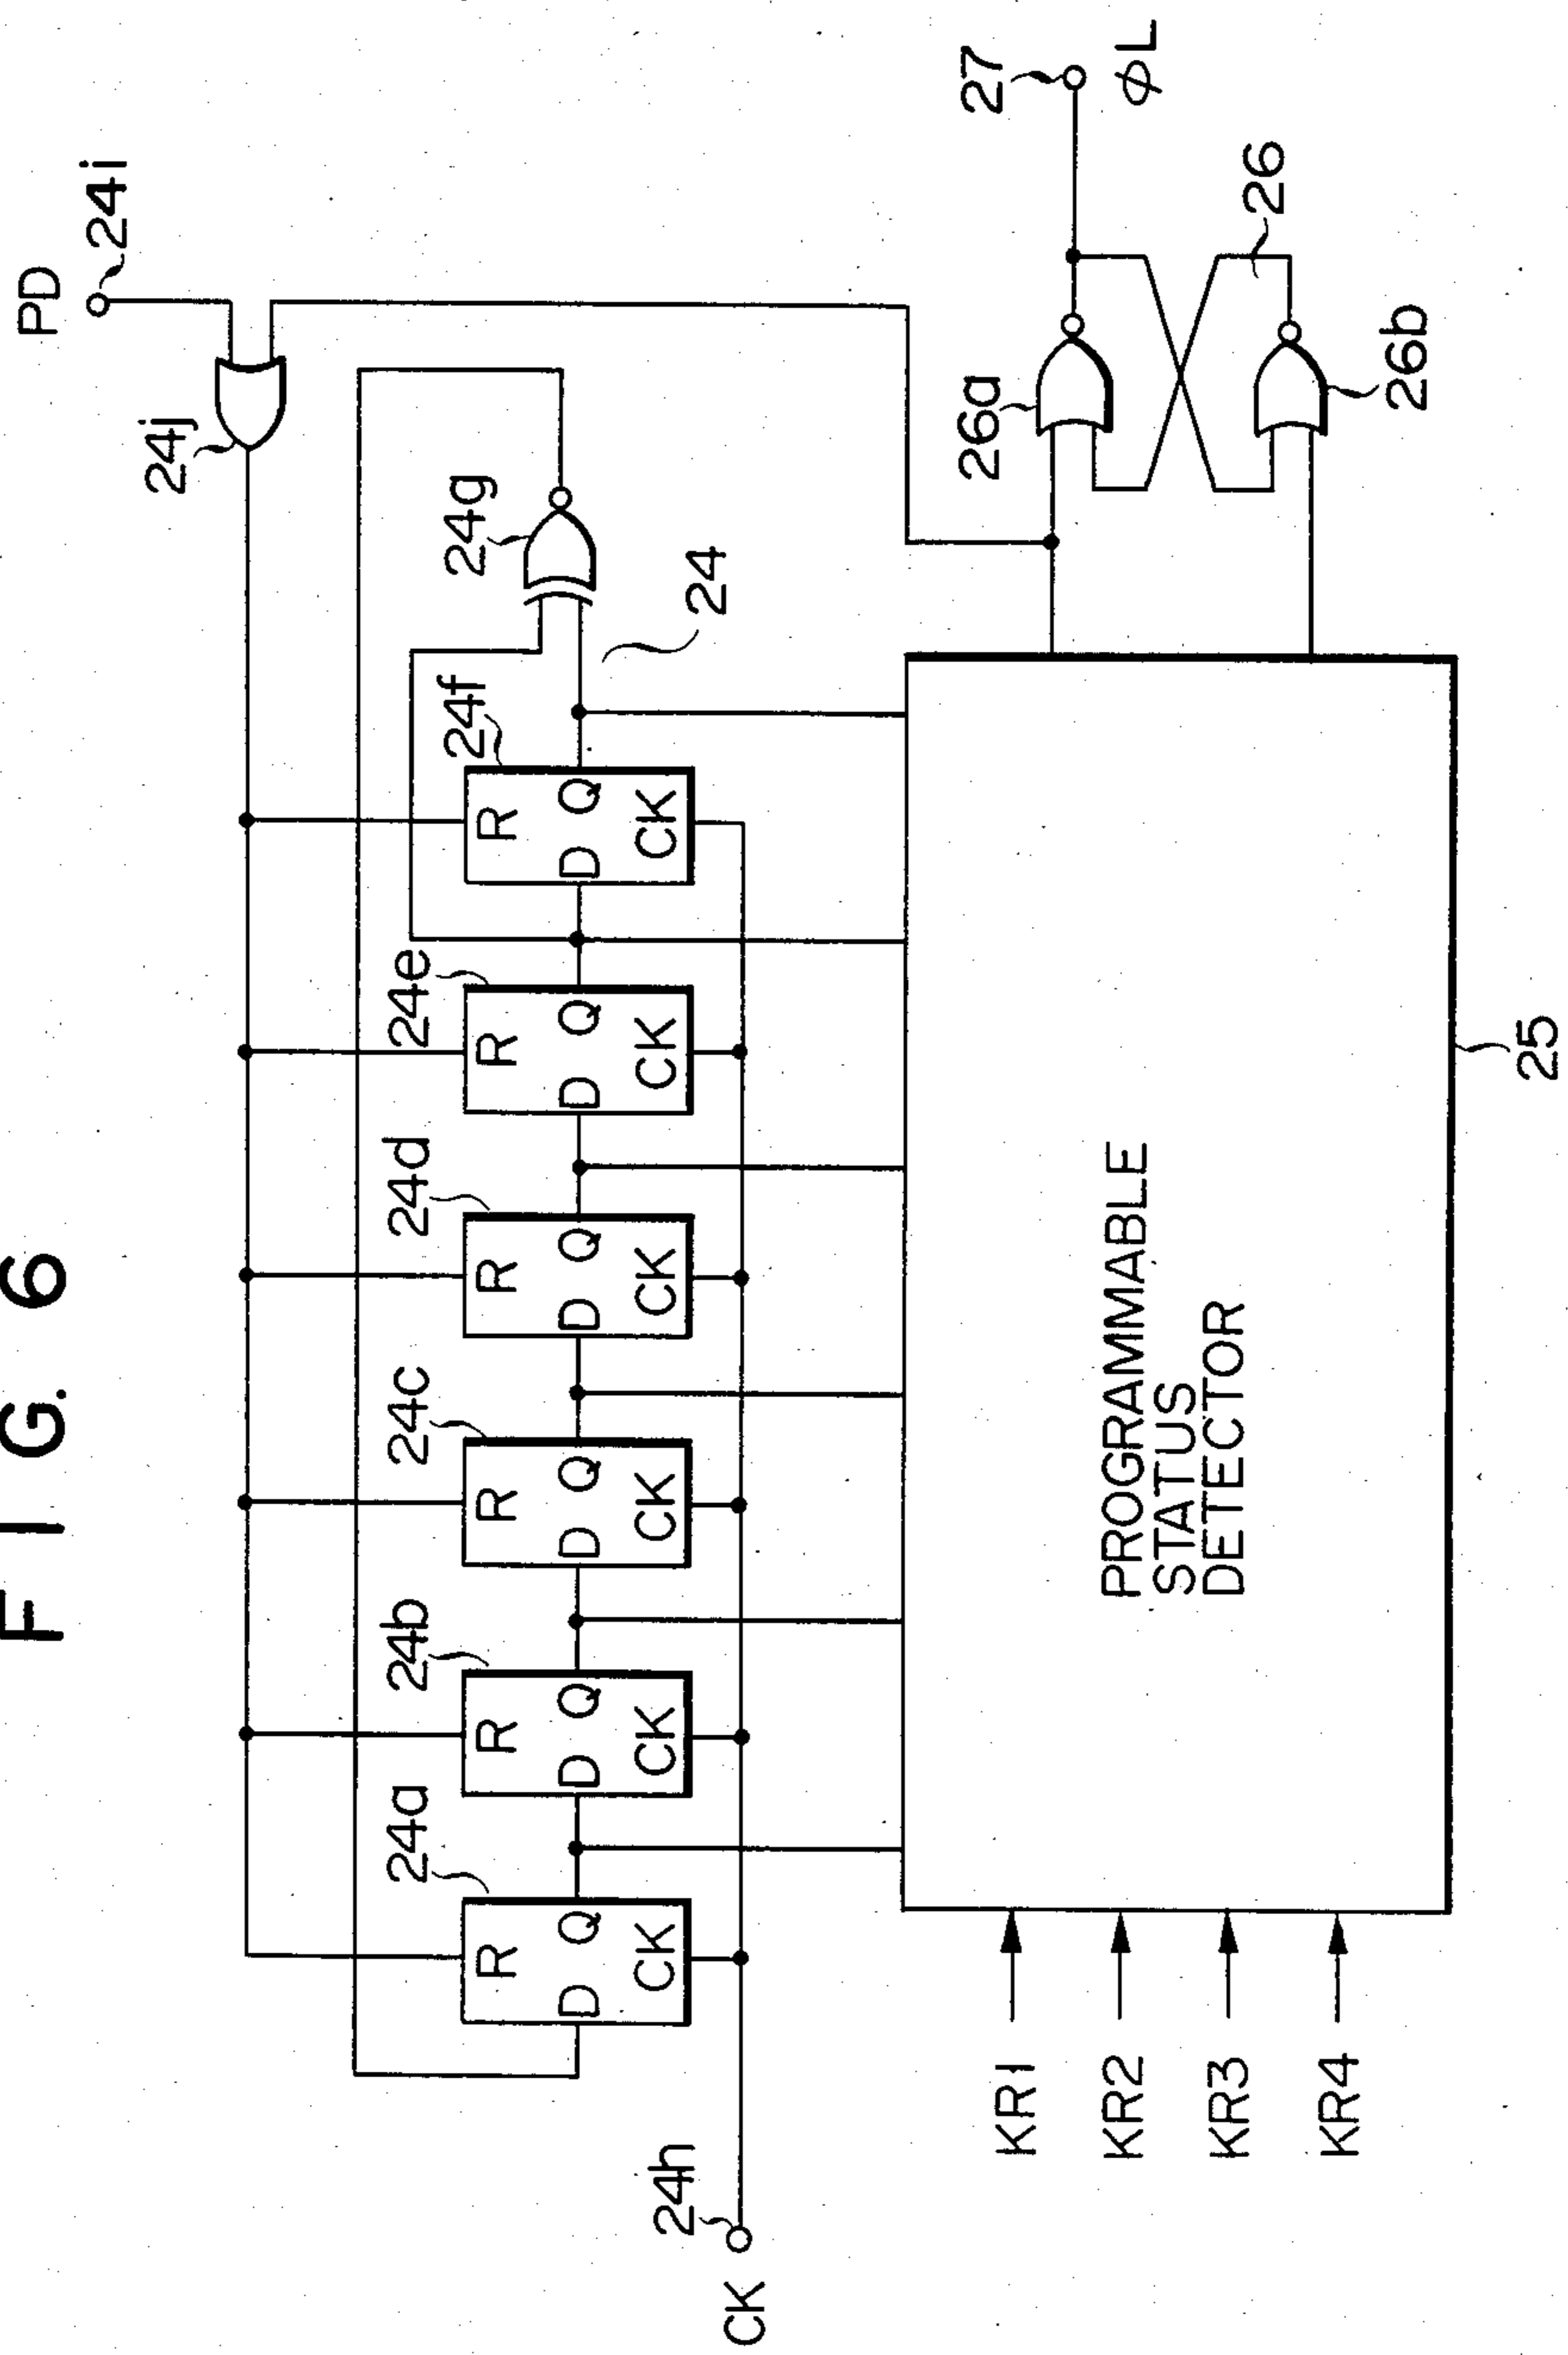 F I G. 6
PD
24i
24j
24g
24
24a
24b
24c
24d
24e
24f
R
D Q
CK
R
D Q
CK
R
D Q
CK
R
D Q
CK
R
D Q
CK
R
D Q
CK
24h
CK
KR1
KR2
KR3
KR4
PROGRAMMABLE
STATUS
DETECTOR
25
26a
26b
26
27
ϕL